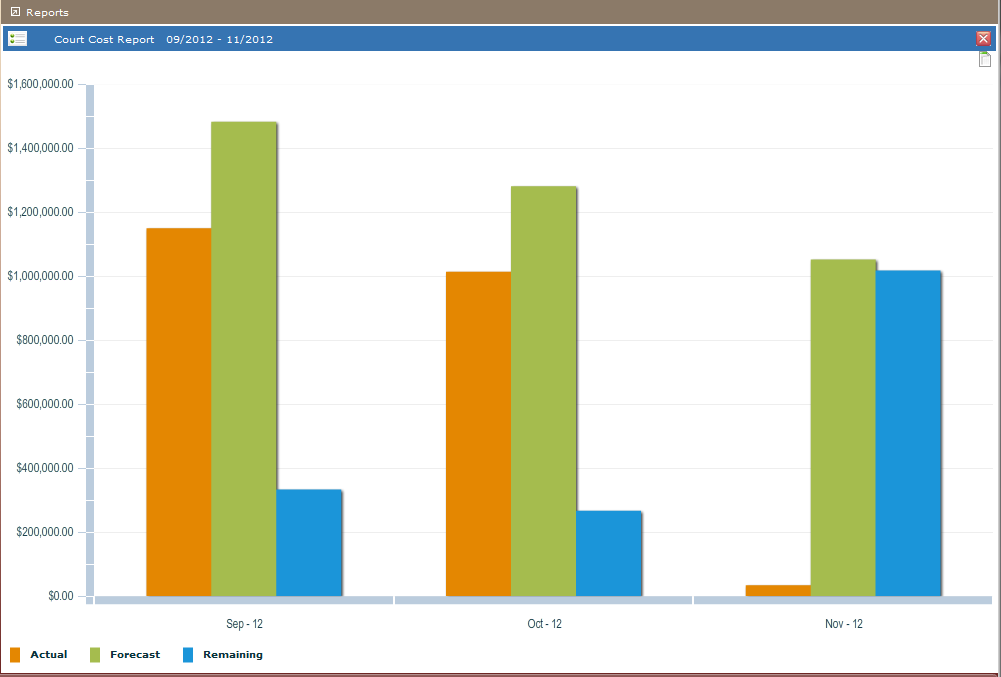 Reports
Court Cost Report 09/2012 - 11/2012
$1,600,000.00
$1,400,000.00
$1,200,000.00
$1,000,000.00
$800,000.00
$600,000.00
$400,000.00
$200,000.00
$0.00
Sep - 12 Oct - 12 Nov - 12
Actual Forecast Remaining